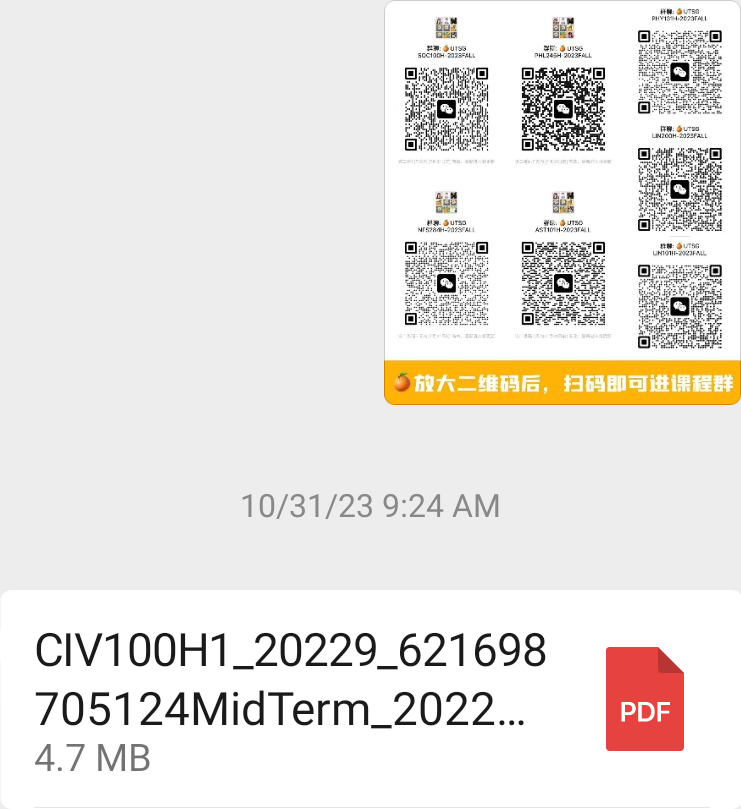 群聊: 🍊UTSG
SOC100H-2023FALL
群聊: 🍊UTSG
PHL245H-2023FALL
群聊: 🍊UTSG
PHY131H-2023FALL
群聊: 🍊UTSG
LIN200H-2023FALL
群聊: 🍊UTSG
NFS284H-2023FALL
群聊: 🍊UTSG
AST101H-2023FALL
群聊: 🍊UTSG
LIN101H-2023FALL
🍊放大二维码后，扫码即可进课程群
10/31/23 9:24 AM
CIV100H1_20229_621698
705124MidTerm_2022...
4.7 MB
PDF